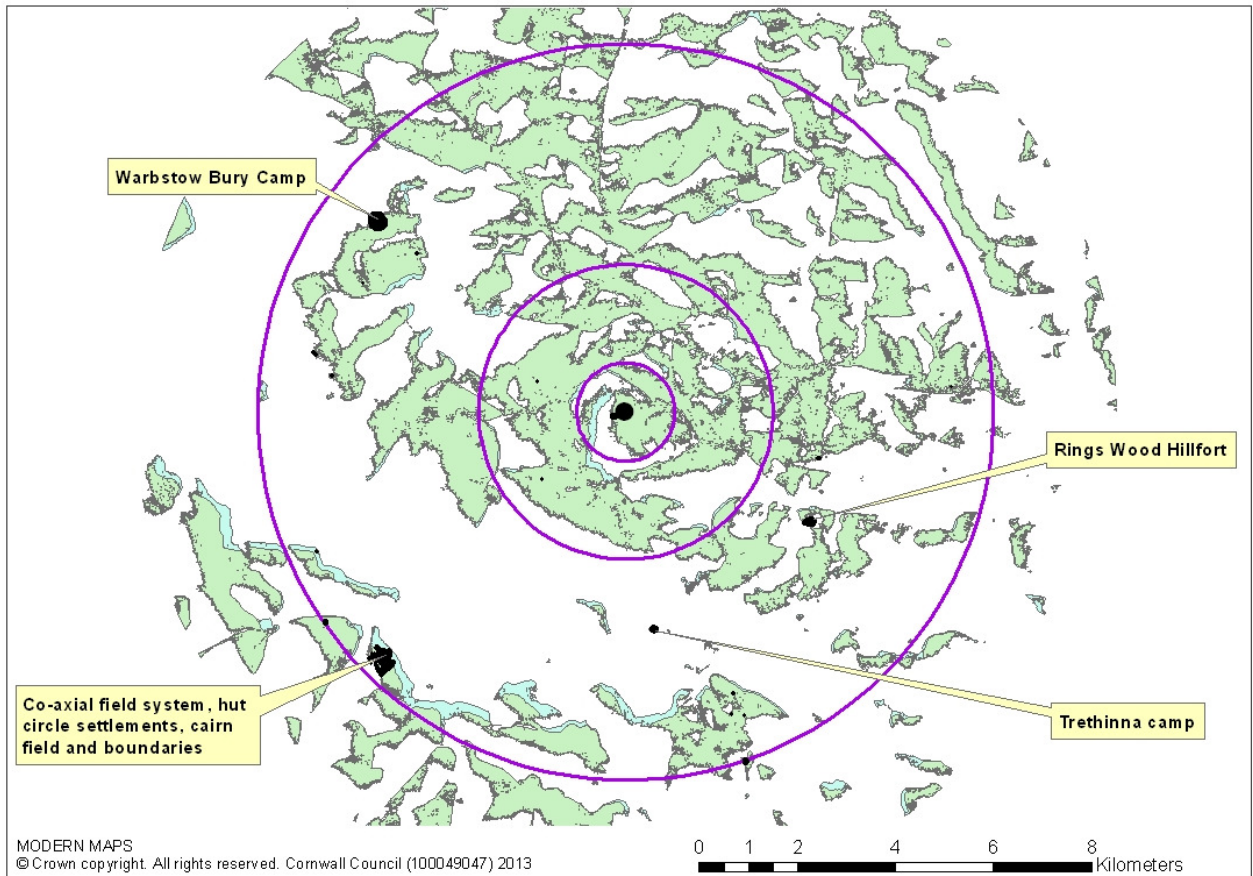 Warbstow Bury Camp
Rings Wood Hillfort
Co-axial field system, hut
circle settlements, cairn
field and boundaries
Trethinna camp
MODERN MAPS
© Crown copyright. All rights reserved. Cornwall Council (100049047) 2013
0 1 2 4 6 8
Kilometers